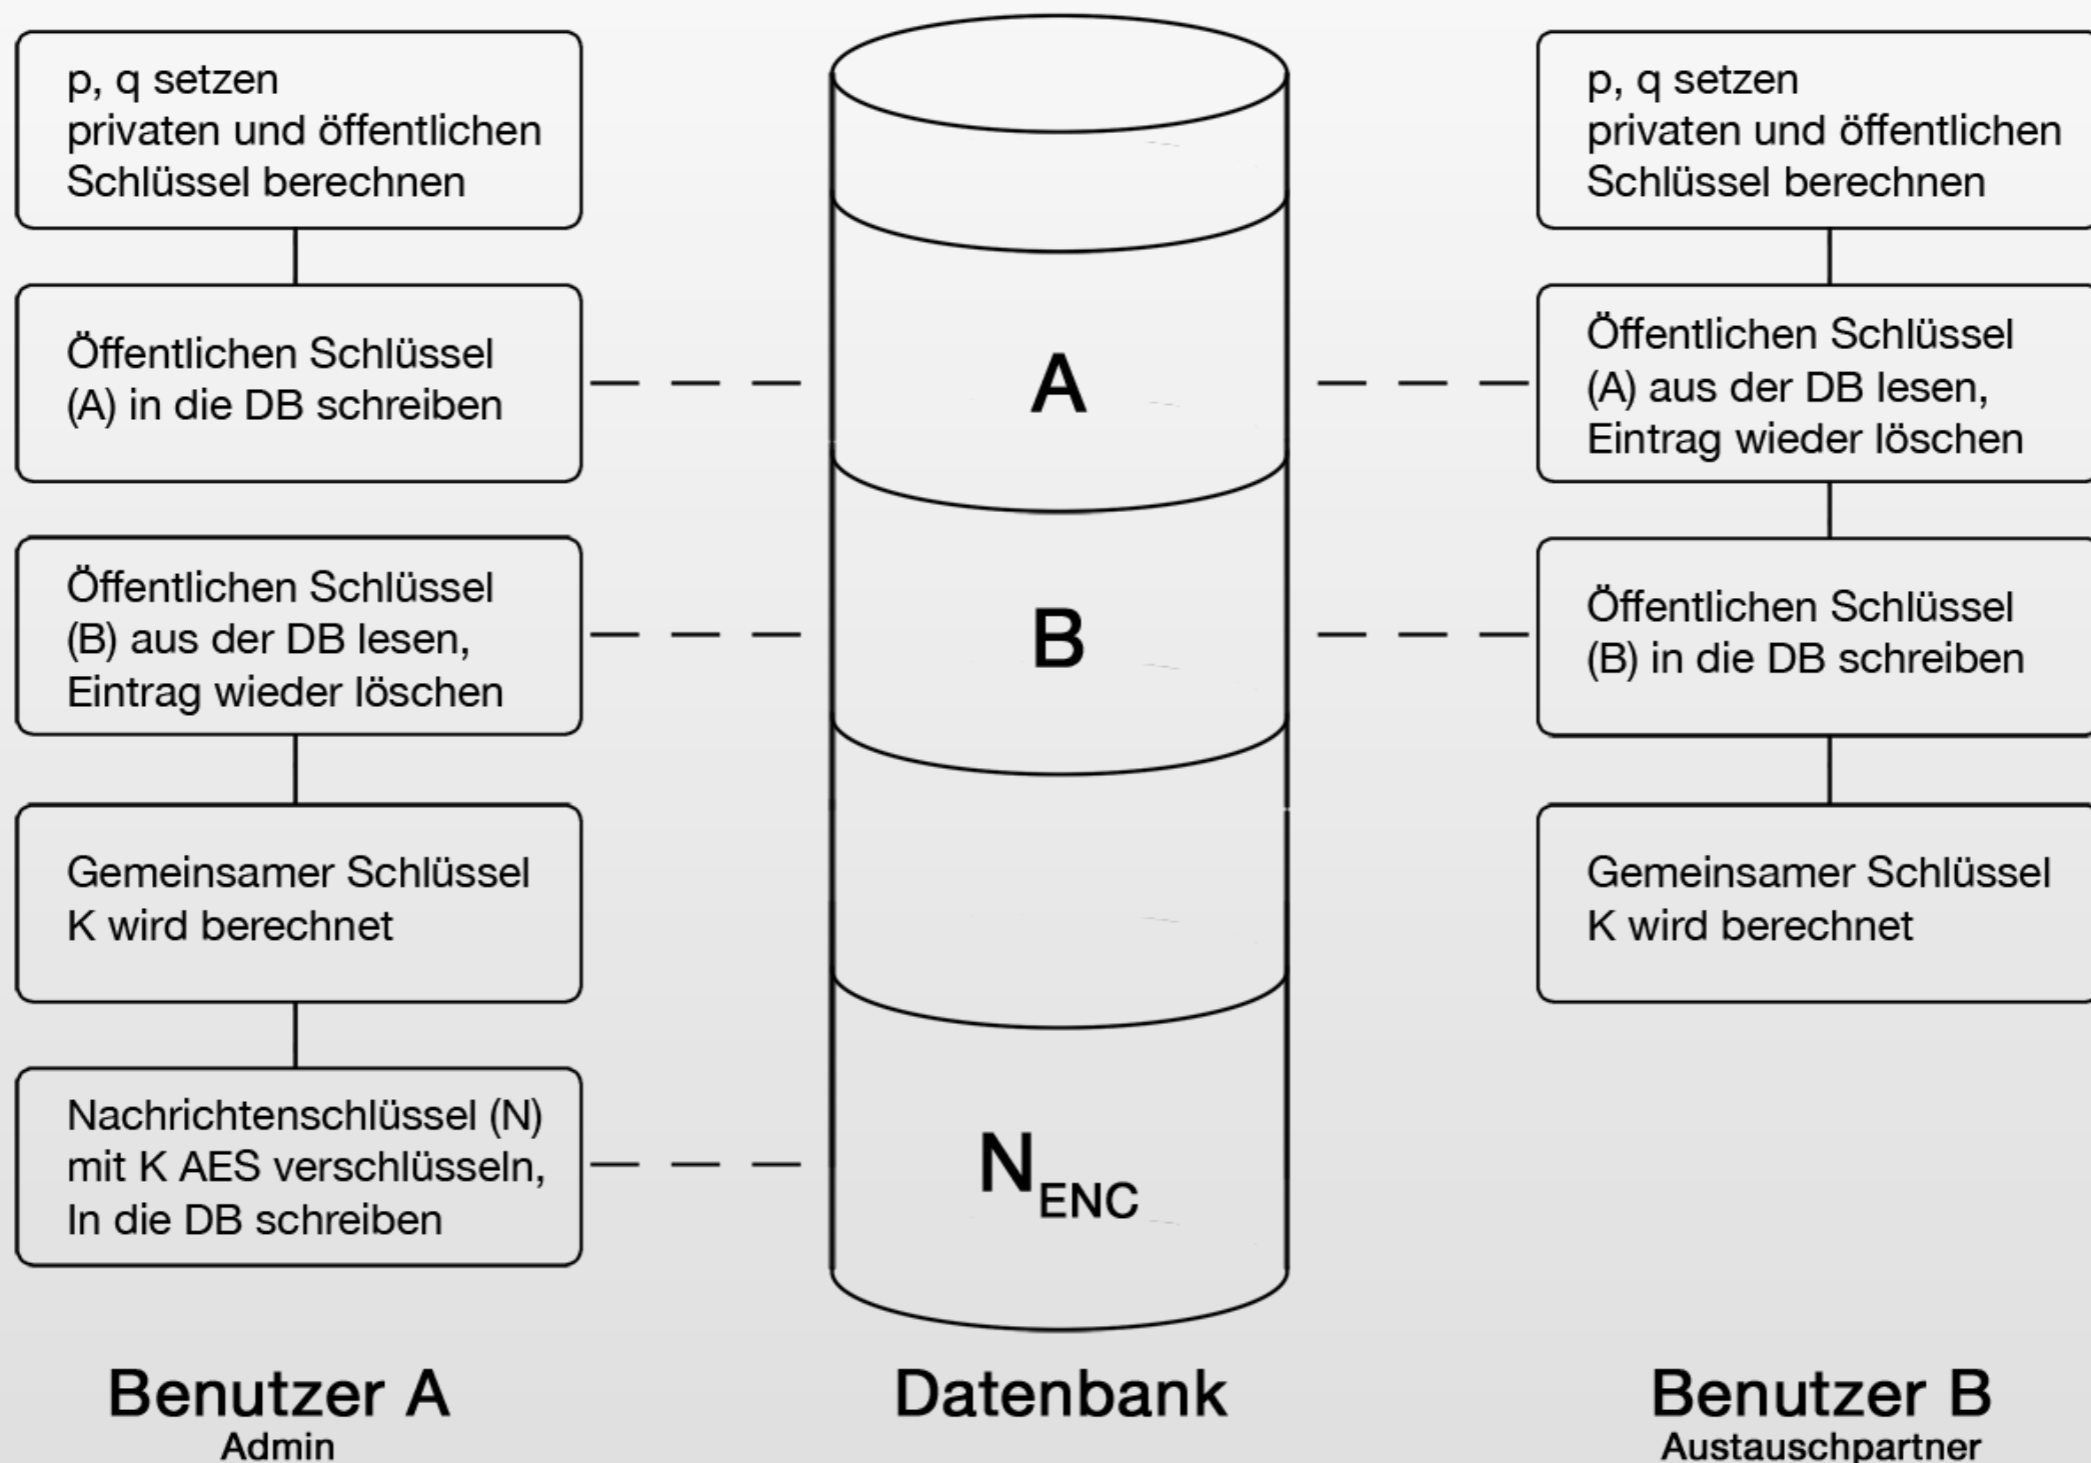 p, q setzen
privaten und öffentlichen
Schlüssel berechnen
Öffentlichen Schlüssel
(A) in die DB schreiben
Öffentlichen Schlüssel
(B) aus der DB lesen,
Eintrag wieder löschen
Gemeinsamer Schlüssel
K wird berechnet
Nachrichtenschlüssel (N)
mit K AES verschlüsseln,
In die DB schreiben
Benutzer A
Admin
A
B
N ENC
Datenbank
p, q setzen
privaten und öffentlichen
Schlüssel berechnen
Öffentlichen Schlüssel
(A) aus der DB lesen,
Eintrag wieder löschen
Öffentlichen Schlüssel
(B) in die DB schreiben
Gemeinsamer Schlüssel
K wird berechnet
Benutzer B
Austauschpartner